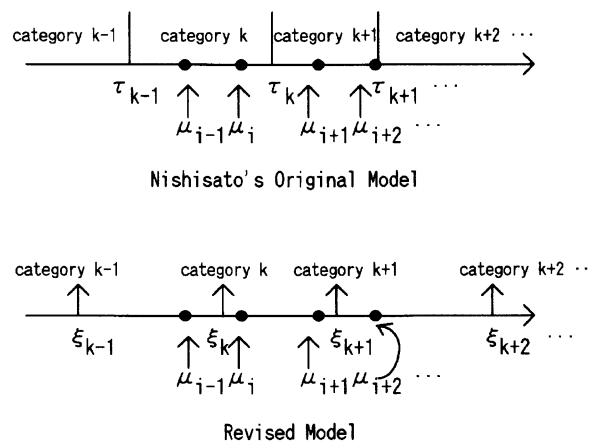 category k-1 category k category k+1 category k+2 ···
τ k-1 τ k τ k+1 ···
μ i-1 μ i μ i+1 μ i+2 ···
Nishisato's Original Model
category k-1 category k category k+1 category k+2 ··
ξ k-1 ξ k ξ k+1 ξ k+2 ···
μ i-1 μ i μ i+1 μ i+2 ···
Revised Model